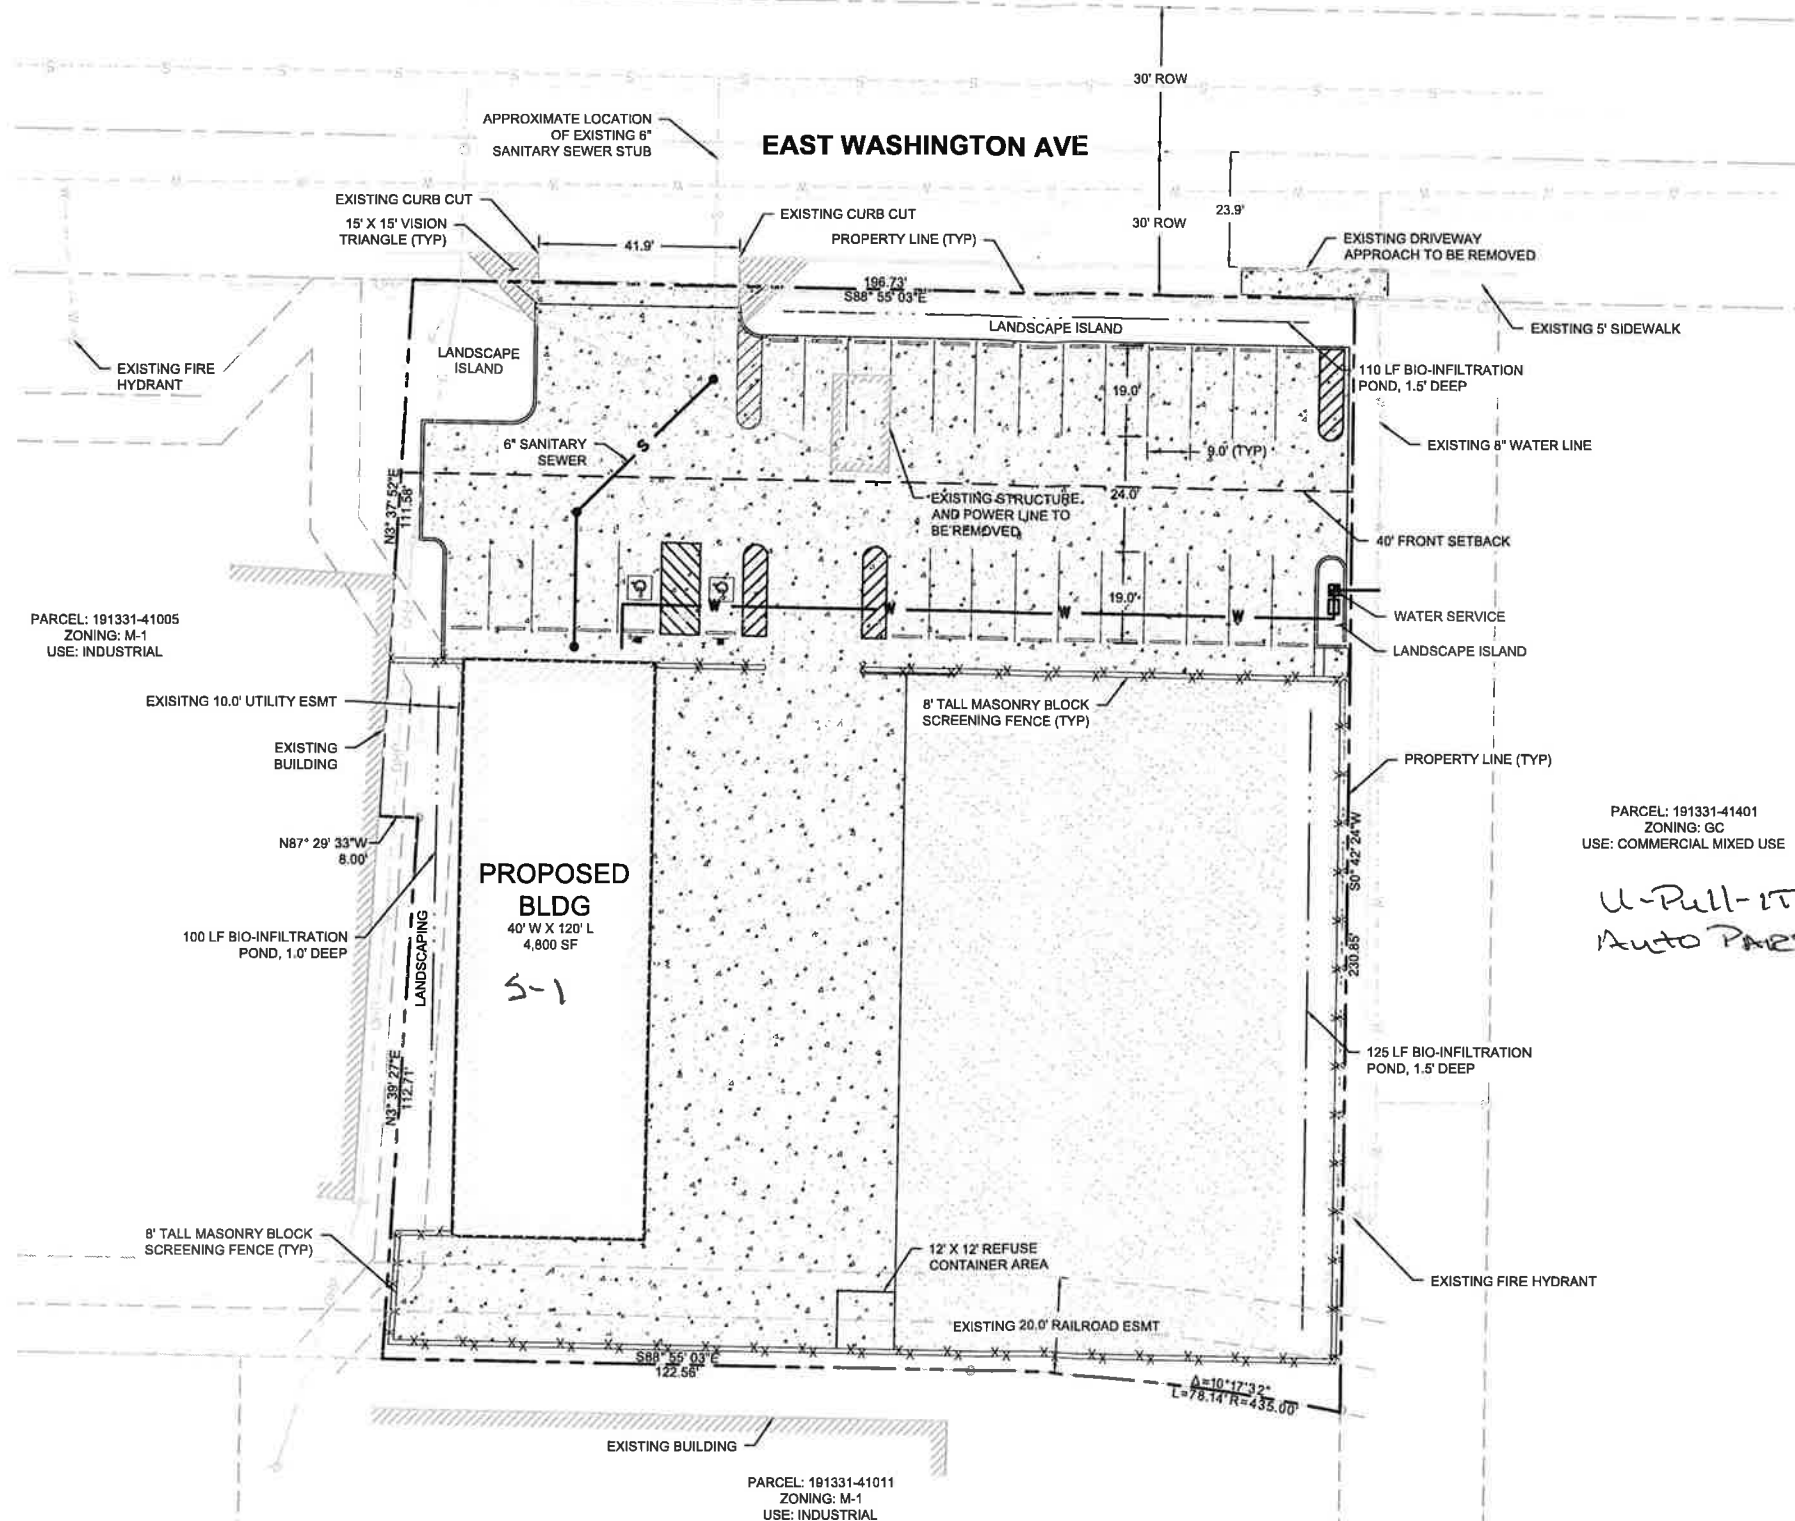 30' ROW
APPROXIMATE LOCATION
OF EXISTING 6"
SANITARY SEWER STUB
EAST WASHINGTON AVE
EXISTING CURB CUT
15' X 15' VISION
TRIANGLE (TYP)
41.9'
EXISTING CURB CUT
PROPERTY LINE (TYP)
30' ROW
23.9'
EXISTING DRIVEWAY
APPROACH TO BE REMOVED
196.73'
S88° 55' 03"E
LANDSCAPE ISLAND
EXISTING 5' SIDEWALK
EXISTING FIRE
HYDRANT
LANDSCAPE
ISLAND
110 LF BIO-INFILTRATION
POND, 1.5' DEEP
19.0'
6" SANITARY
SEWER
S
9.0' (TYP)
EXISTING 8" WATER LINE
N3° 37' 52"E
111.58'
EXISTING STRUCTURE
AND POWER LINE TO
BE REMOVED
24.0'
40' FRONT SETBACK
19.0'
W
W
W
W
WATER SERVICE
LANDSCAPE ISLAND
PARCEL: 191331-41005
ZONING: M-1
USE: INDUSTRIAL
EXISITNG 10.0' UTILITY ESMT
8' TALL MASONRY BLOCK
SCREENING FENCE (TYP)
EXISTING
BUILDING
PROPERTY LINE (TYP)
PARCEL: 191331-41401
ZONING: GC
USE: COMMERCIAL MIXED USE
N87° 29' 33"W
8.00'
S0° 42' 24"W
230.85'
PROPOSED
BLDG
40' W X 120' L
4,800 SF
S-1
U-Pull-IT
Auto PARTS
100 LF BIO-INFILTRATION
POND, 1.0' DEEP
LANDSCAPING
N3° 39' 27"E
112.71'
125 LF BIO-INFILTRATION
POND, 1.5' DEEP
8' TALL MASONRY BLOCK
SCREENING FENCE (TYP)
12' X 12' REFUSE
CONTAINER AREA
EXISTING FIRE HYDRANT
EXISTING 20.0' RAILROAD ESMT
S88° 55' 03"E
122.56'
Δ=10°17'32"
L=78.14' R=435.00'
EXISTING BUILDING
PARCEL: 191331-41011
ZONING: M-1
USE: INDUSTRIAL